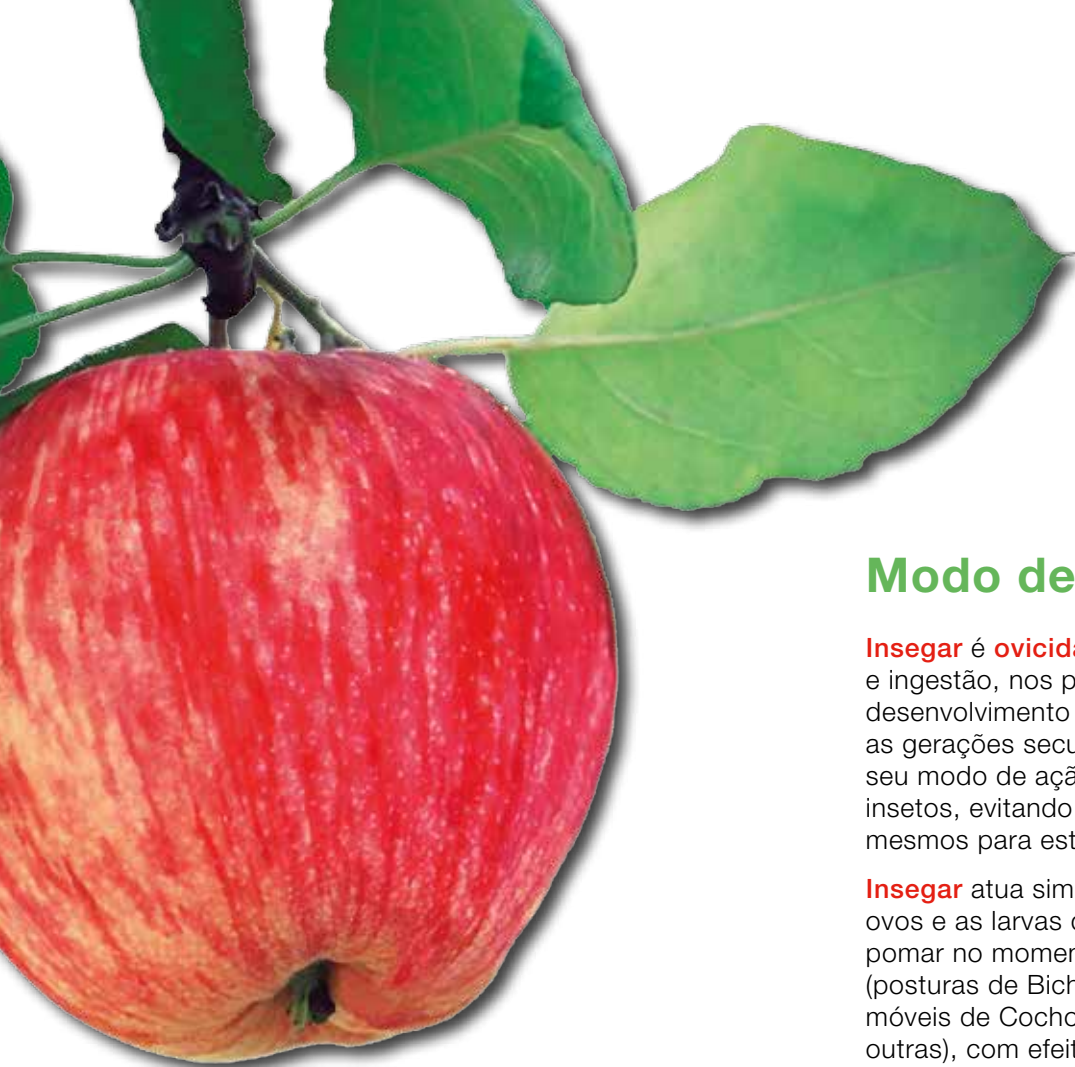 Modo de
Insegar é ovicida
e ingestão, nos p
desenvolvimento
as gerações secu
seu modo de açã
insetos, evitando
mesmos para est
Insegar atua sim
ovos e as larvas
pomar no momen
(posturas de Bich
móveis de Cocho
outras), com efeit